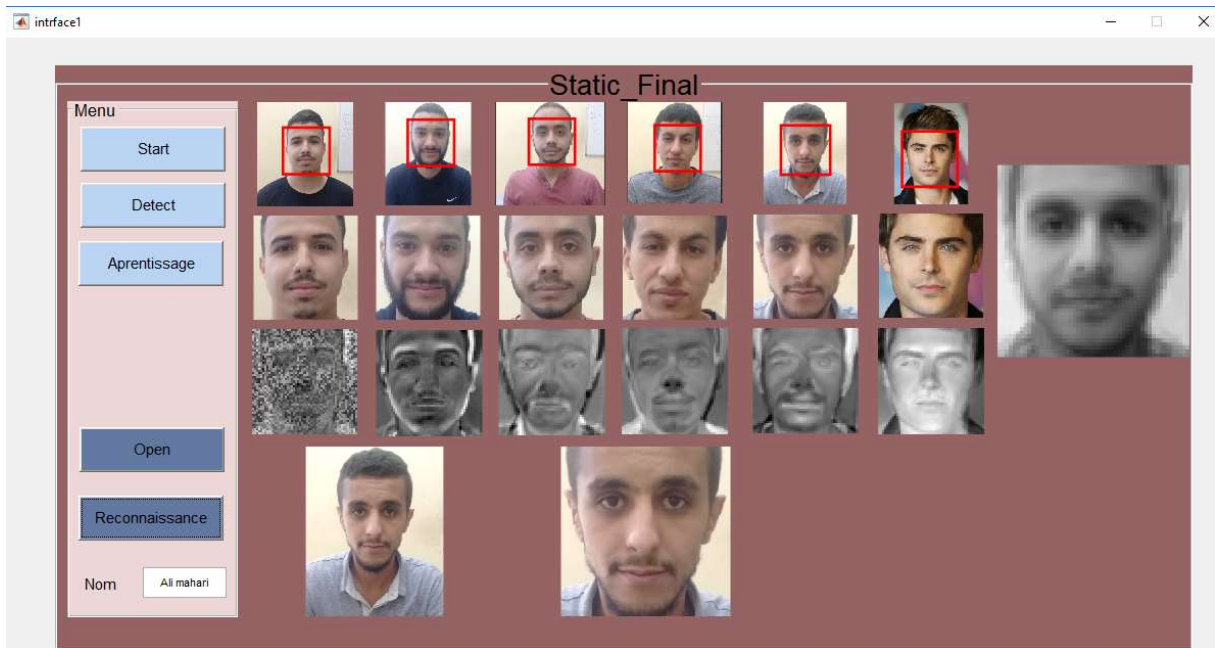 intrface1
Static_Final
Menu
Start
Detect
Aprentissage
Open
Reconnaissance
Nom
Ali mahari